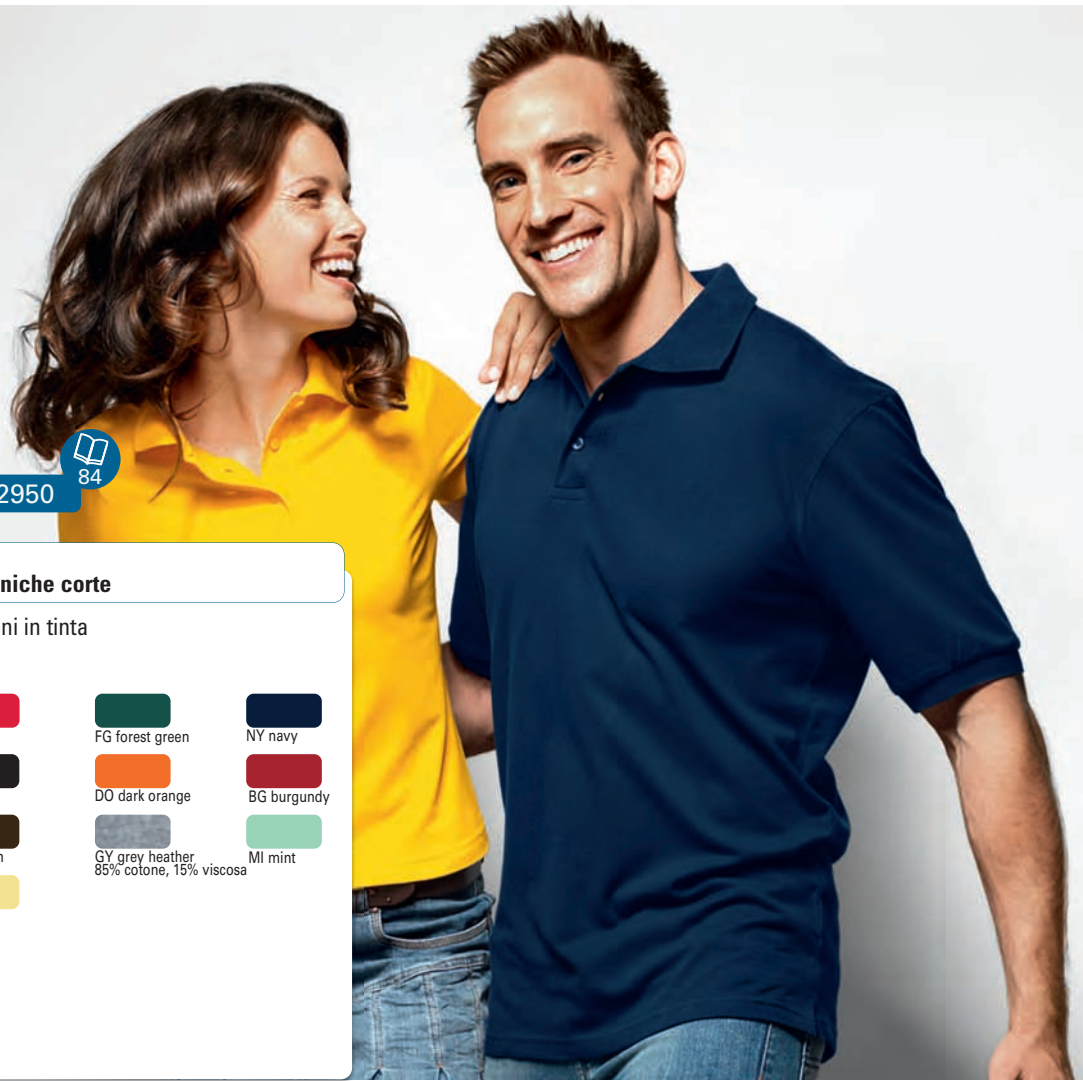 84
2950
niche corte
ni in tinta
FG forest green
NY navy
DO dark orange
BG burgundy
n
GY grey heather
85% cotone, 15% viscosa
MI mint